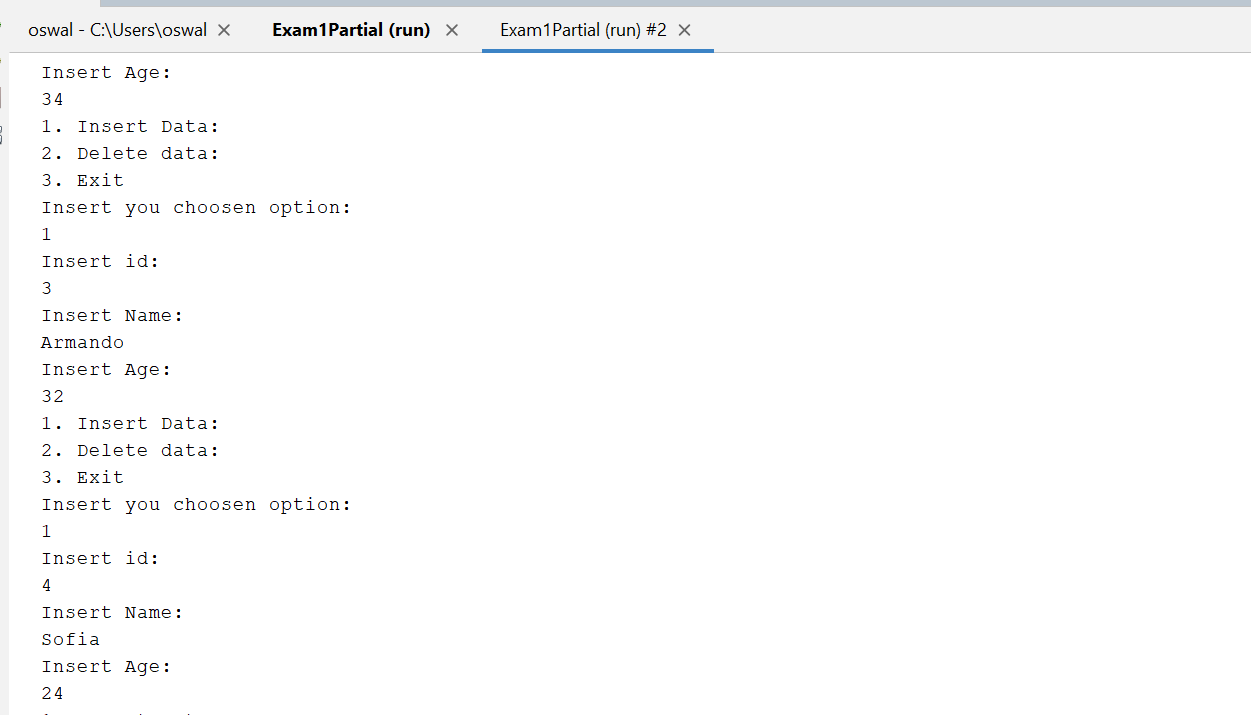 oswal - C:\Users\oswal × Exam1Partial (run) × Exam1Partial (run) #2 ×
Insert Age:
34
1. Insert Data:
2. Delete data:
3. Exit
Insert you choosen option:
1
Insert id:
3
Insert Name:
Armando
Insert Age:
32
1. Insert Data:
2. Delete data:
3. Exit
Insert you choosen option:
1
Insert id:
4
Insert Name:
Sofia
Insert Age:
24